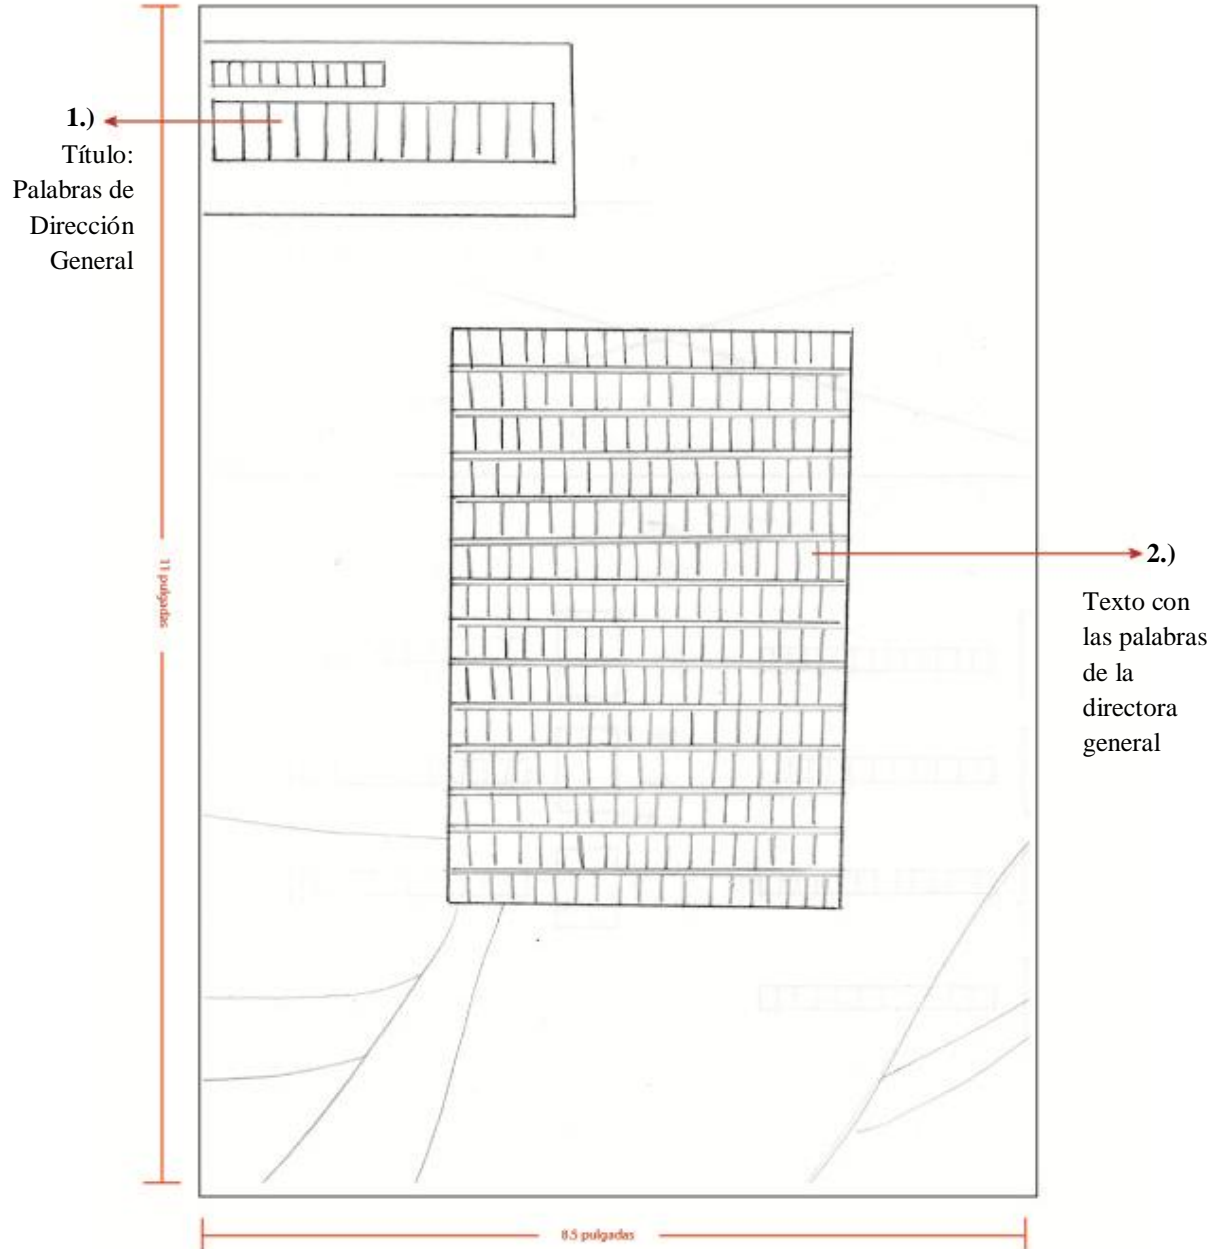 1.)
Título:
Palabras de
Dirección
General
11 pulgadas
2.)
Texto con
las palabras
de la
directora
general
8.5 pulgadas